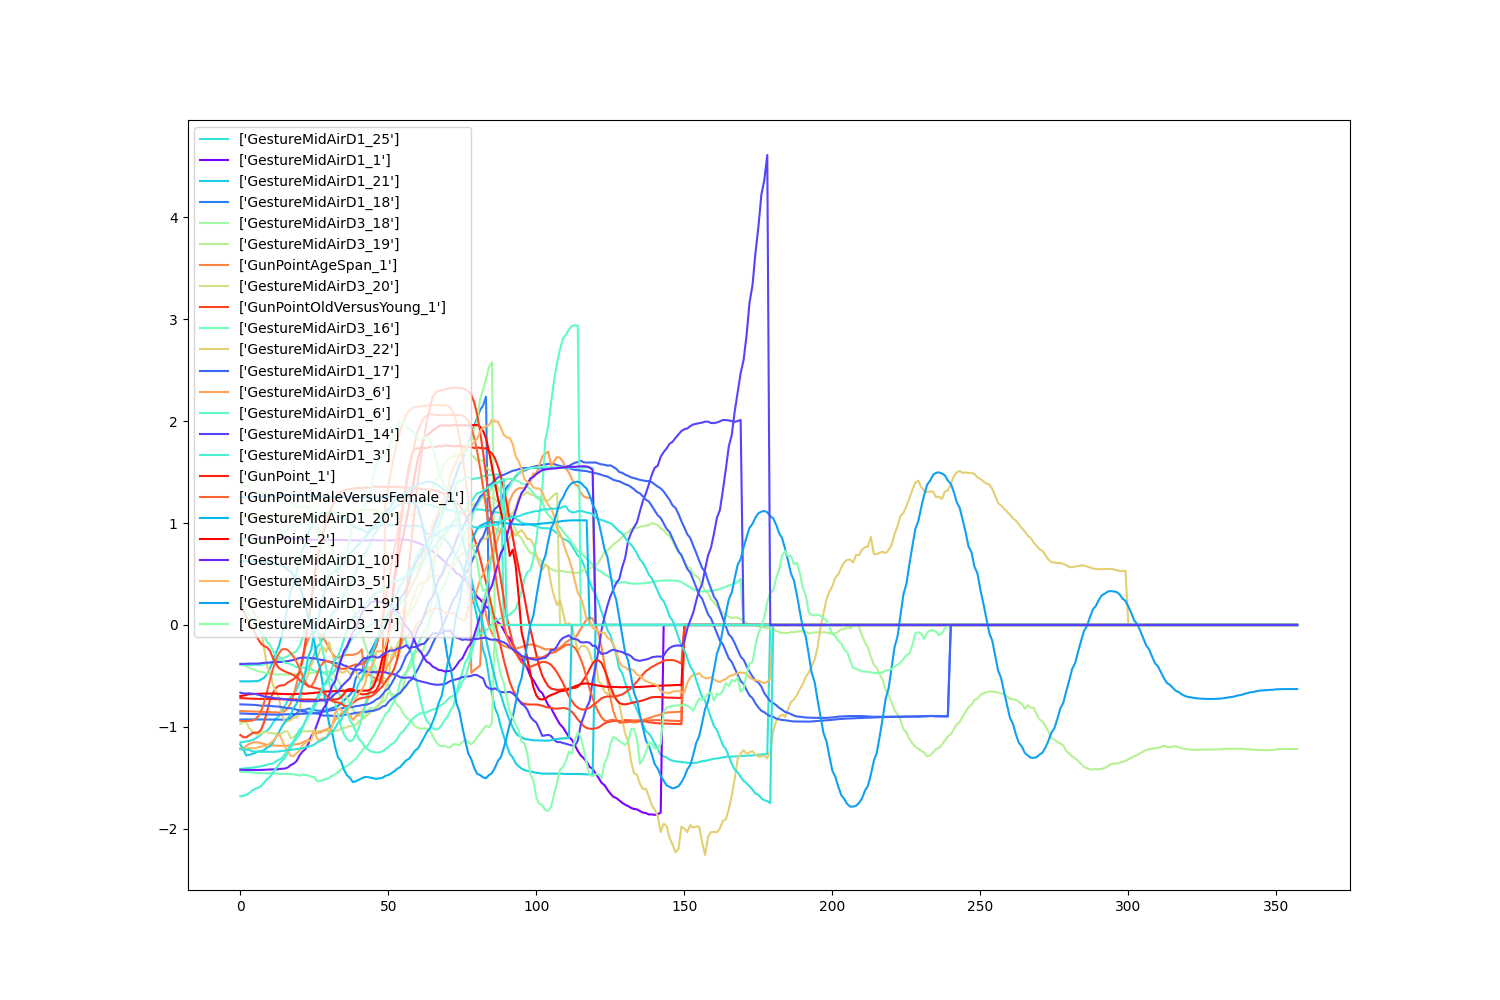 ['GestureMidAirD1_25']
['GestureMidAirD1_1']
['GestureMidAirD1_21']
['GestureMidAirD1_18']
['GestureMidAirD3_18']
['GestureMidAirD3_19']
['GunPointAgeSpan_1']
['GestureMidAirD3_20']
['GunPointOldVersusYoung_1']
['GestureMidAirD3_16']
['GestureMidAirD3_22']
['GestureMidAirD1_17']
['GestureMidAirD3_6']
['GestureMidAirD1_6']
['GestureMidAirD1_14']
['GestureMidAirD1_3']
['GunPoint_1']
['GunPointMaleVersusFemale_1']
['GestureMidAirD1_20']
['GunPoint_2']
['GestureMidAirD1_10']
['GestureMidAirD3_5']
['GestureMidAirD1_19']
['GestureMidAirD3_17']
4
3
2
1
0
−1
−2
0 50 100 150 200 250 300 350